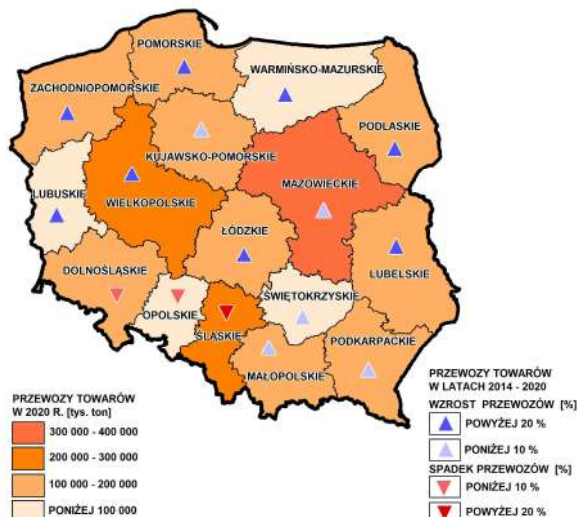 POMORSKIE
WARMIŃSKO-MAZURSKIE
ZACHODNIOPOMORSKIE
PODLASKIE
KUJAWSKO-POMORSKIE
MAZOWIECKIE
LUBUSKIE
WIELKOPOLSKIE
ŁÓDZKIE
DOLNOŚLĄSKIE
LUBELSKIE
ŚWIĘTOKRZYSKIE
OPOLSKIE
ŚLĄSKIE
PODKARPACKIE
MAŁOPOLSKIE
PRZEWOZY TOWARÓW
W 2020 R. [tys. ton]
300 000 - 400 000
200 000 - 300 000
100 000 - 200 000
PONIŻEJ 100 000
PRZEWOZY TOWARÓW
W LATACH 2014 - 2020
WZROST PRZEWOZÓW [%]
POWYŻEJ 20 %
PONIŻEJ 10 %
SPADEK PRZEWOZÓW [%]
PONIŻEJ 10 %
POWYŻEJ 20 %